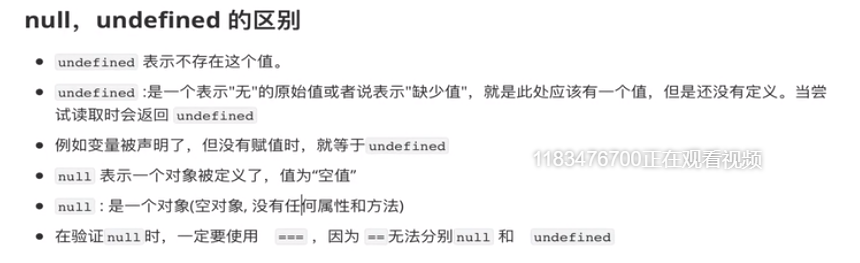 null，undefined 的区别
undefined 表示不存在这个值。
undefined :是一个表示"无"的原始值或者说表示"缺少值"，就是此处应该有一个值，但是还没有定义。当尝
试读取时会返回 undefined
例如变量被声明了，但没有赋值时，就等于undefined
1183476700正在观看视频
null 表示一个对象被定义了，值为“空值”
null : 是一个对象(空对象, 没有任何属性和方法)
在验证null时，一定要使用 === ，因为 ==无法分别null 和 undefined